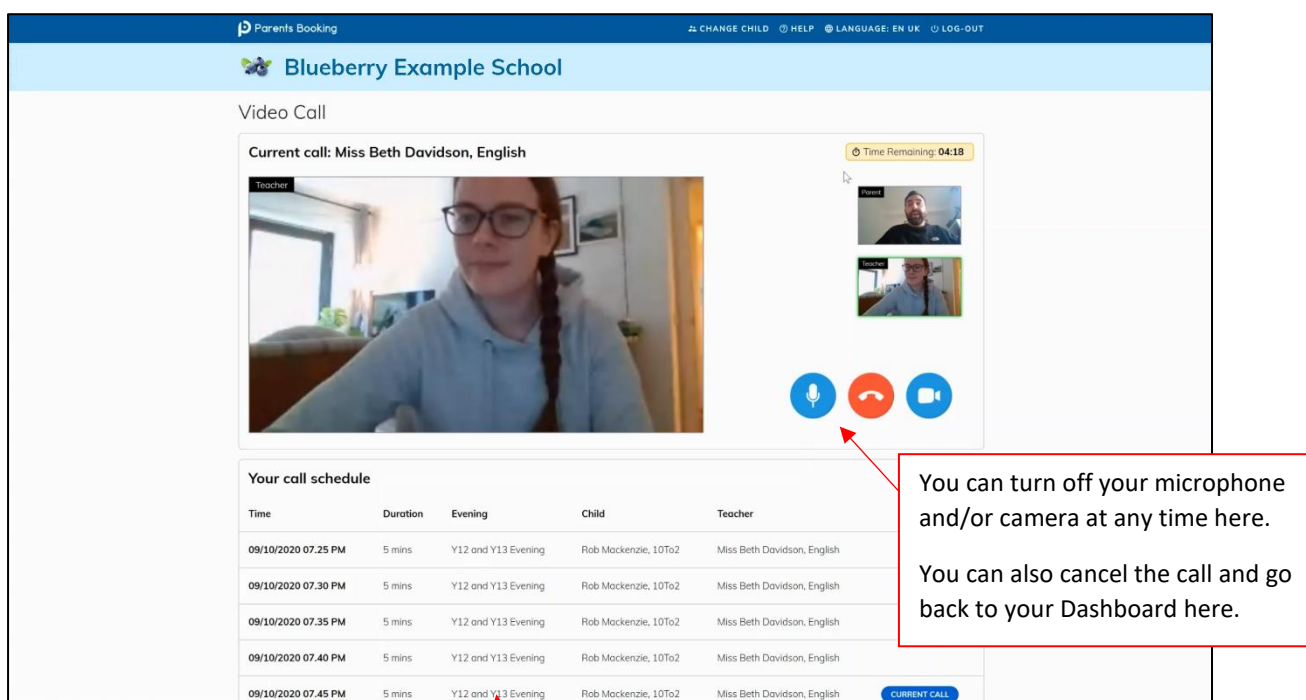 Parents Booking
CHANGE CHILD HELP LANGUAGE: EN UK LOG-OUT
Blueberry Example School
Video Call
Current call: Miss Beth Davidson, English
Time Remaining: 04:18
Teacher
Parent
Teacher
Your call schedule
Time Duration Evening Child Teacher
09/10/2020 07.25 PM 5 mins Y12 and Y13 Evening Rob Mackenzie, 10To2 Miss Beth Davidson, English
09/10/2020 07.30 PM 5 mins Y12 and Y13 Evening Rob Mackenzie, 10To2 Miss Beth Davidson, English
09/10/2020 07.35 PM 5 mins Y12 and Y13 Evening Rob Mackenzie, 10To2 Miss Beth Davidson, English
09/10/2020 07.40 PM 5 mins Y12 and Y13 Evening Rob Mackenzie, 10To2 Miss Beth Davidson, English
09/10/2020 07.45 PM 5 mins Y12 and Y13 Evening Rob Mackenzie, 10To2 Miss Beth Davidson, English CURRENT CALL
You can turn off your microphone
and/or camera at any time here.
You can also cancel the call and go
back to your Dashboard here.